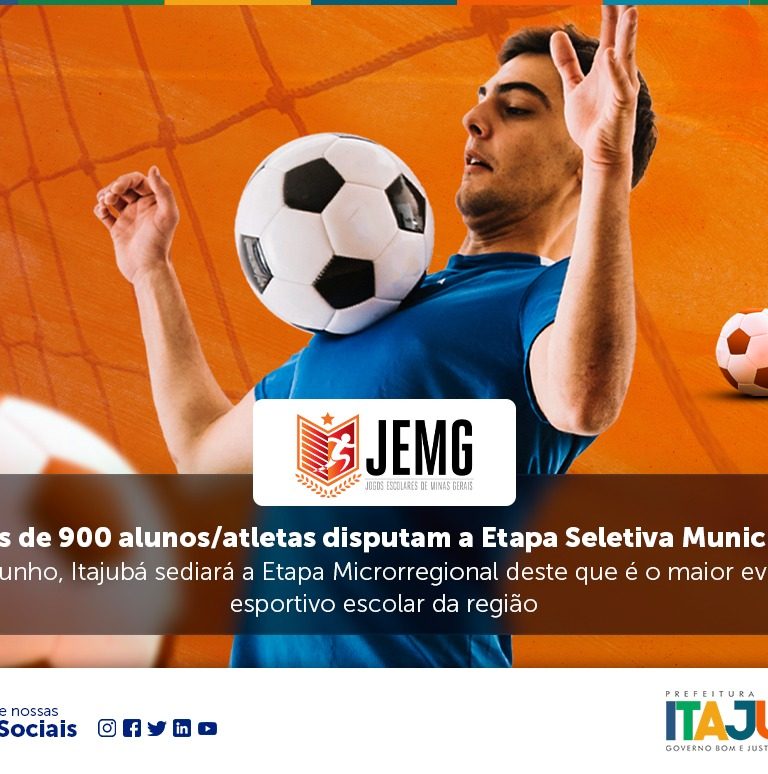 JEMG
JOGOS ESCOLARES DE MINAS GERAIS
s de 900 alunos/atletas disputam a Etapa Seletiva Munic
unho, Itajubá sediará a Etapa Microrregional deste que é o maior ev
esportivo escolar da região
e nossas
Sociais
PREFEITURA
ITAJU
GOVERNO BOM E JUST